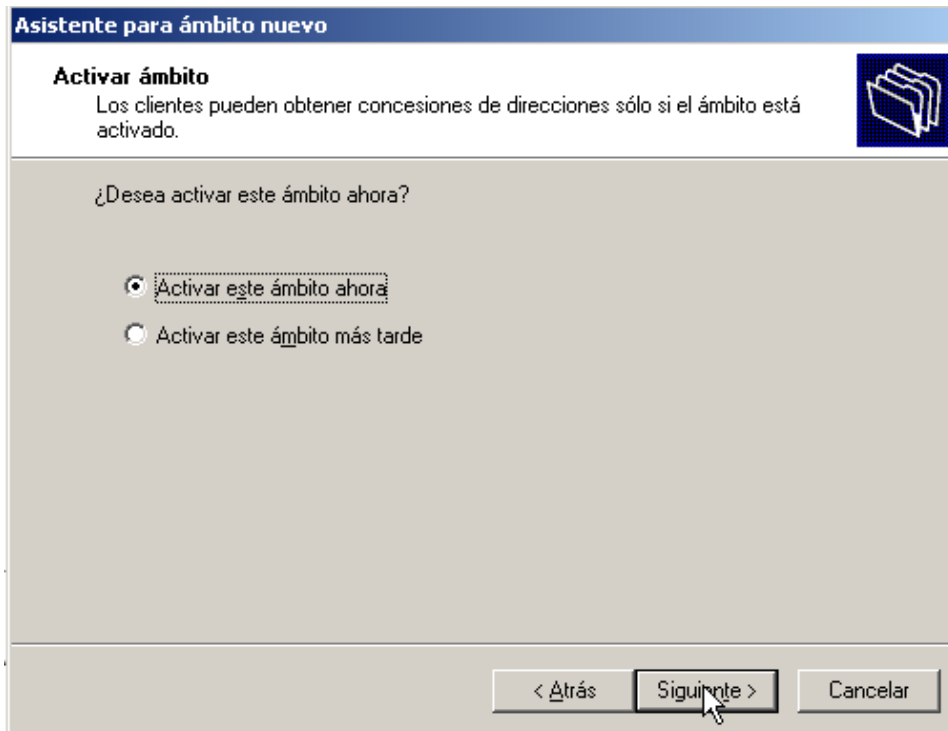 Asistente para ámbito nuevo
Activar ámbito
Los clientes pueden obtener concesiones de direcciones sólo si el ámbito está
activado.
¿Desea activar este ámbito ahora?
Activar este ámbito ahora
Activar este ámbito más tarde
< Atrás Siguiente > Cancelar